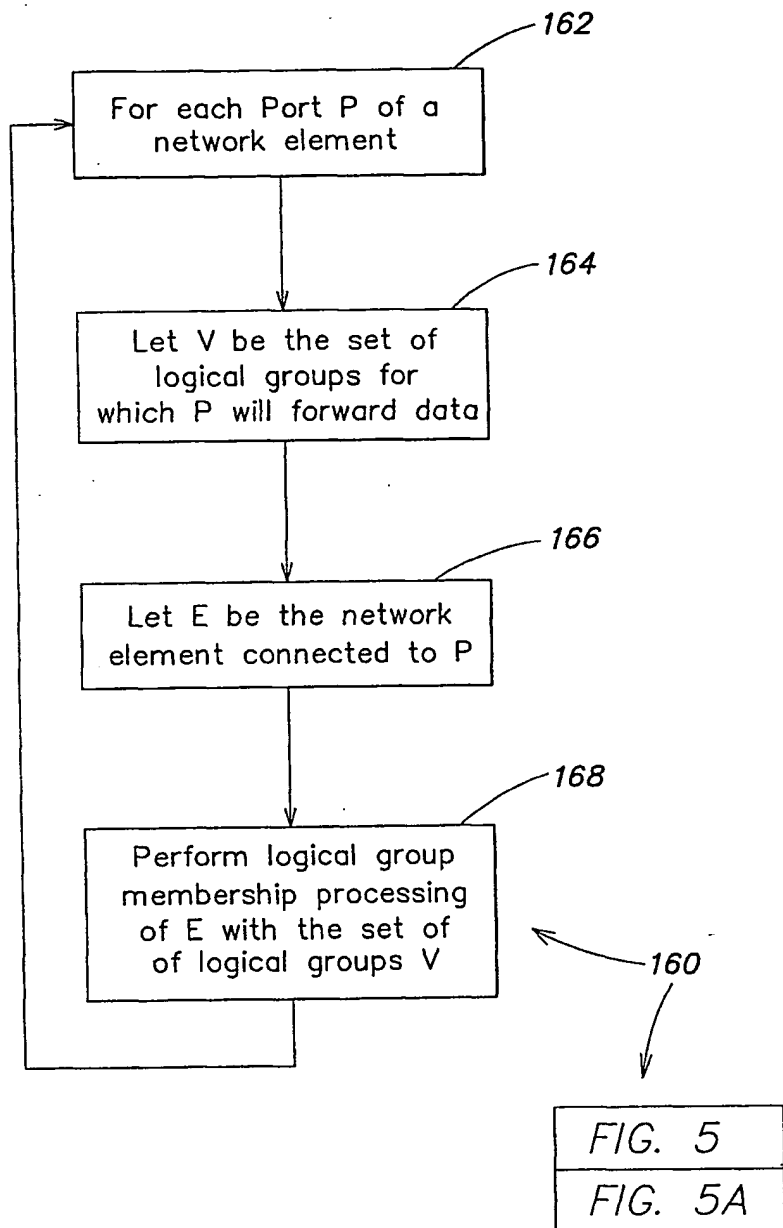 162
For each Port P of a
network element
164
Let V be the set of
logical groups for
which P will forward data
166
Let E be the network
element connected to P
168
Perform logical group
membership processing
of E with the set of
of logical groups V
160
FIG. 5
FIG. 5A